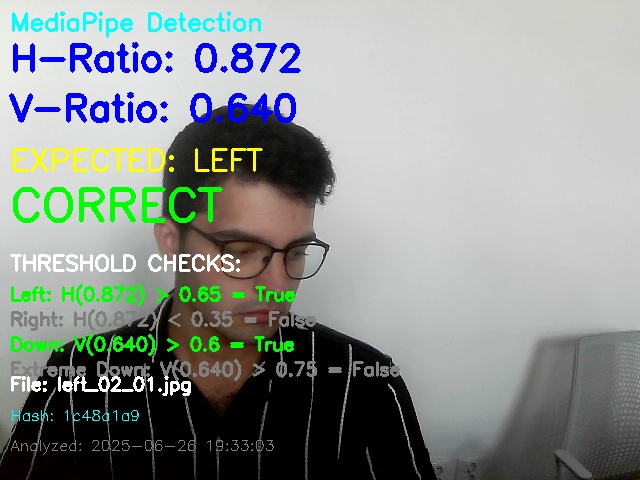 MediaPipe Detection
H-Ratio: 0.872
V-Ratio: 0.640
EXPECTED: LEFT
CORRECT
THRESHOLD CHECKS:
Left: H(0.872) > 0.65 = True
Right: H(0.872) < 0.35 = False
Down: V(0.640) > 0.6 = True
Extreme Down: V(0.640) > 0.75 = False
File: left_02_01.jpg
Hash: 1c48a1a9
Analyzed: 2025-06-26 19:33:03